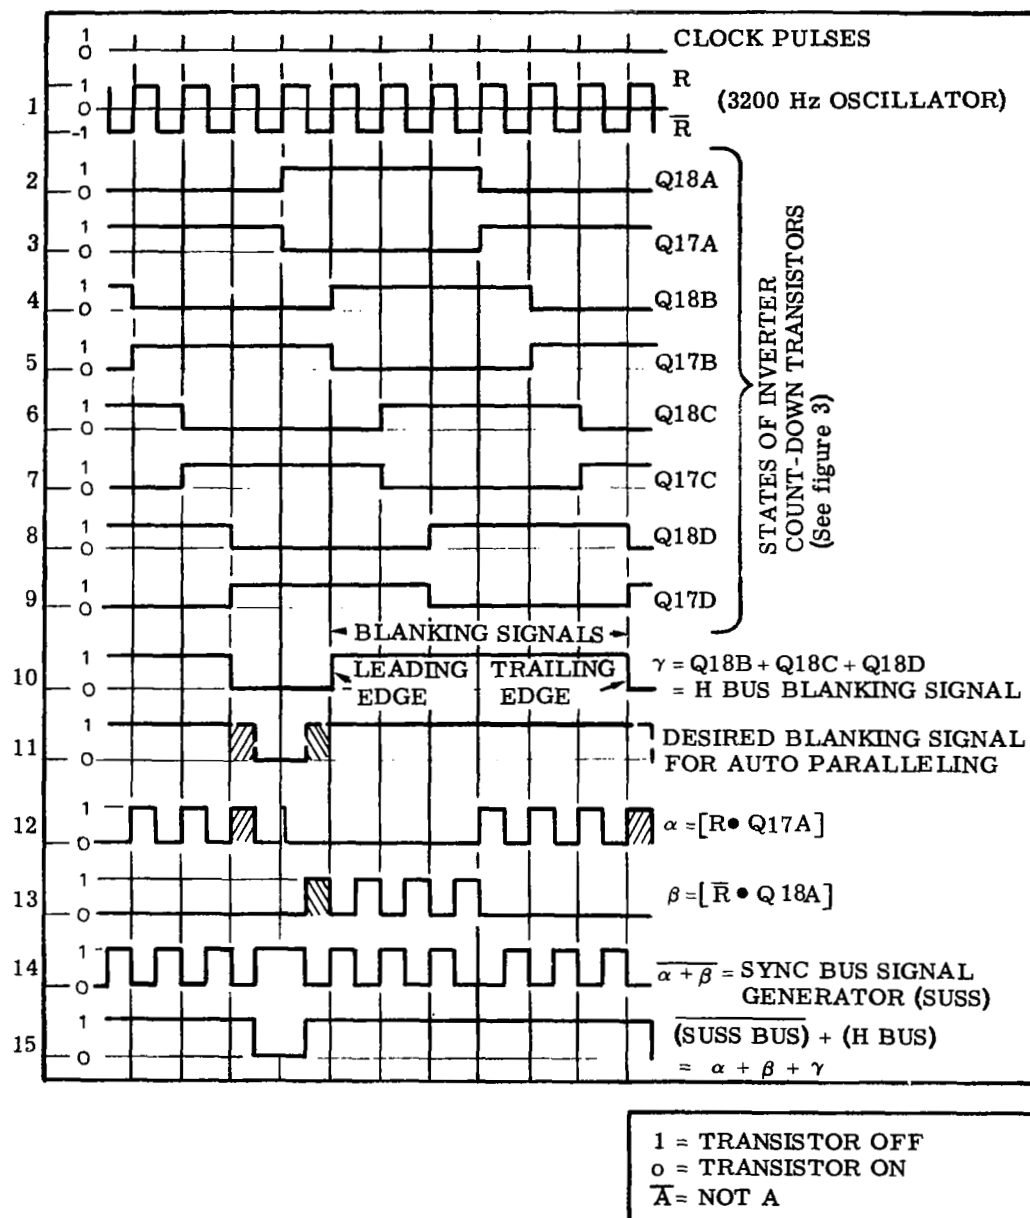 1
0
CLOCK PULSES
1
1
0
-1
R
R̅
(3200 Hz OSCILLATOR)
2
1
0
Q18A
3
1
0
Q17A
4
1
0
Q18B
5
1
0
Q17B
6
1
0
Q18C
7
1
0
Q17C
8
1
0
Q18D
9
1
0
Q17D
STATES OF INVERTER
COUNT-DOWN TRANSISTORS
(See figure 3)
BLANKING SIGNALS
10
1
0
LEADING
EDGE
TRAILING
EDGE
γ = Q18B + Q18C + Q18D
= H BUS BLANKING SIGNAL
11
1
0
DESIRED BLANKING SIGNAL
FOR AUTO PARALLELING
12
1
0
α = [R● Q17A]
13
1
0
β = [R̅ ● Q 18A]
14
1
0
α̅ ̅+̅ ̅β̅ = SYNC BUS SIGNAL
GENERATOR (SUSS)
15
1
0
(̅S̅U̅S̅S̅ ̅B̅U̅S̅)̅ + (H BUS)
= α + β + γ
1 = TRANSISTOR OFF
o = TRANSISTOR ON
A̅ = NOT A